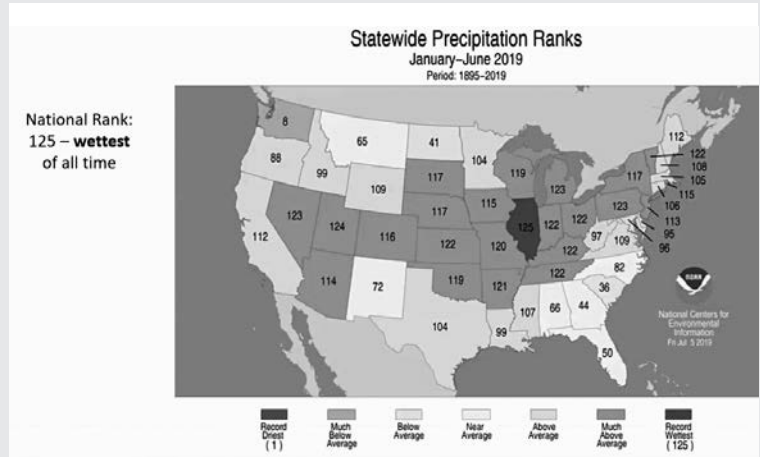 Statewide Precipitation Ranks
January–June 2019
Period: 1895–2019
National Rank:
125 – wettest
of all time
8
65
41
112
88
99
104
122
109
117
119
123
117
108
105
115
106
113
95
96
123
124
116
117
115
125
122
122
123
97
109
112
122
120
122
114
72
119
121
122
82
36
104
107
66
44
99
50
National Centers for
Environmental
Information
Fri Jul 5 2019
Record
Driest
(1)
Much
Below
Average
Below
Average
Near
Average
Above
Average
Much
Above
Average
Record
Wettest
(125)